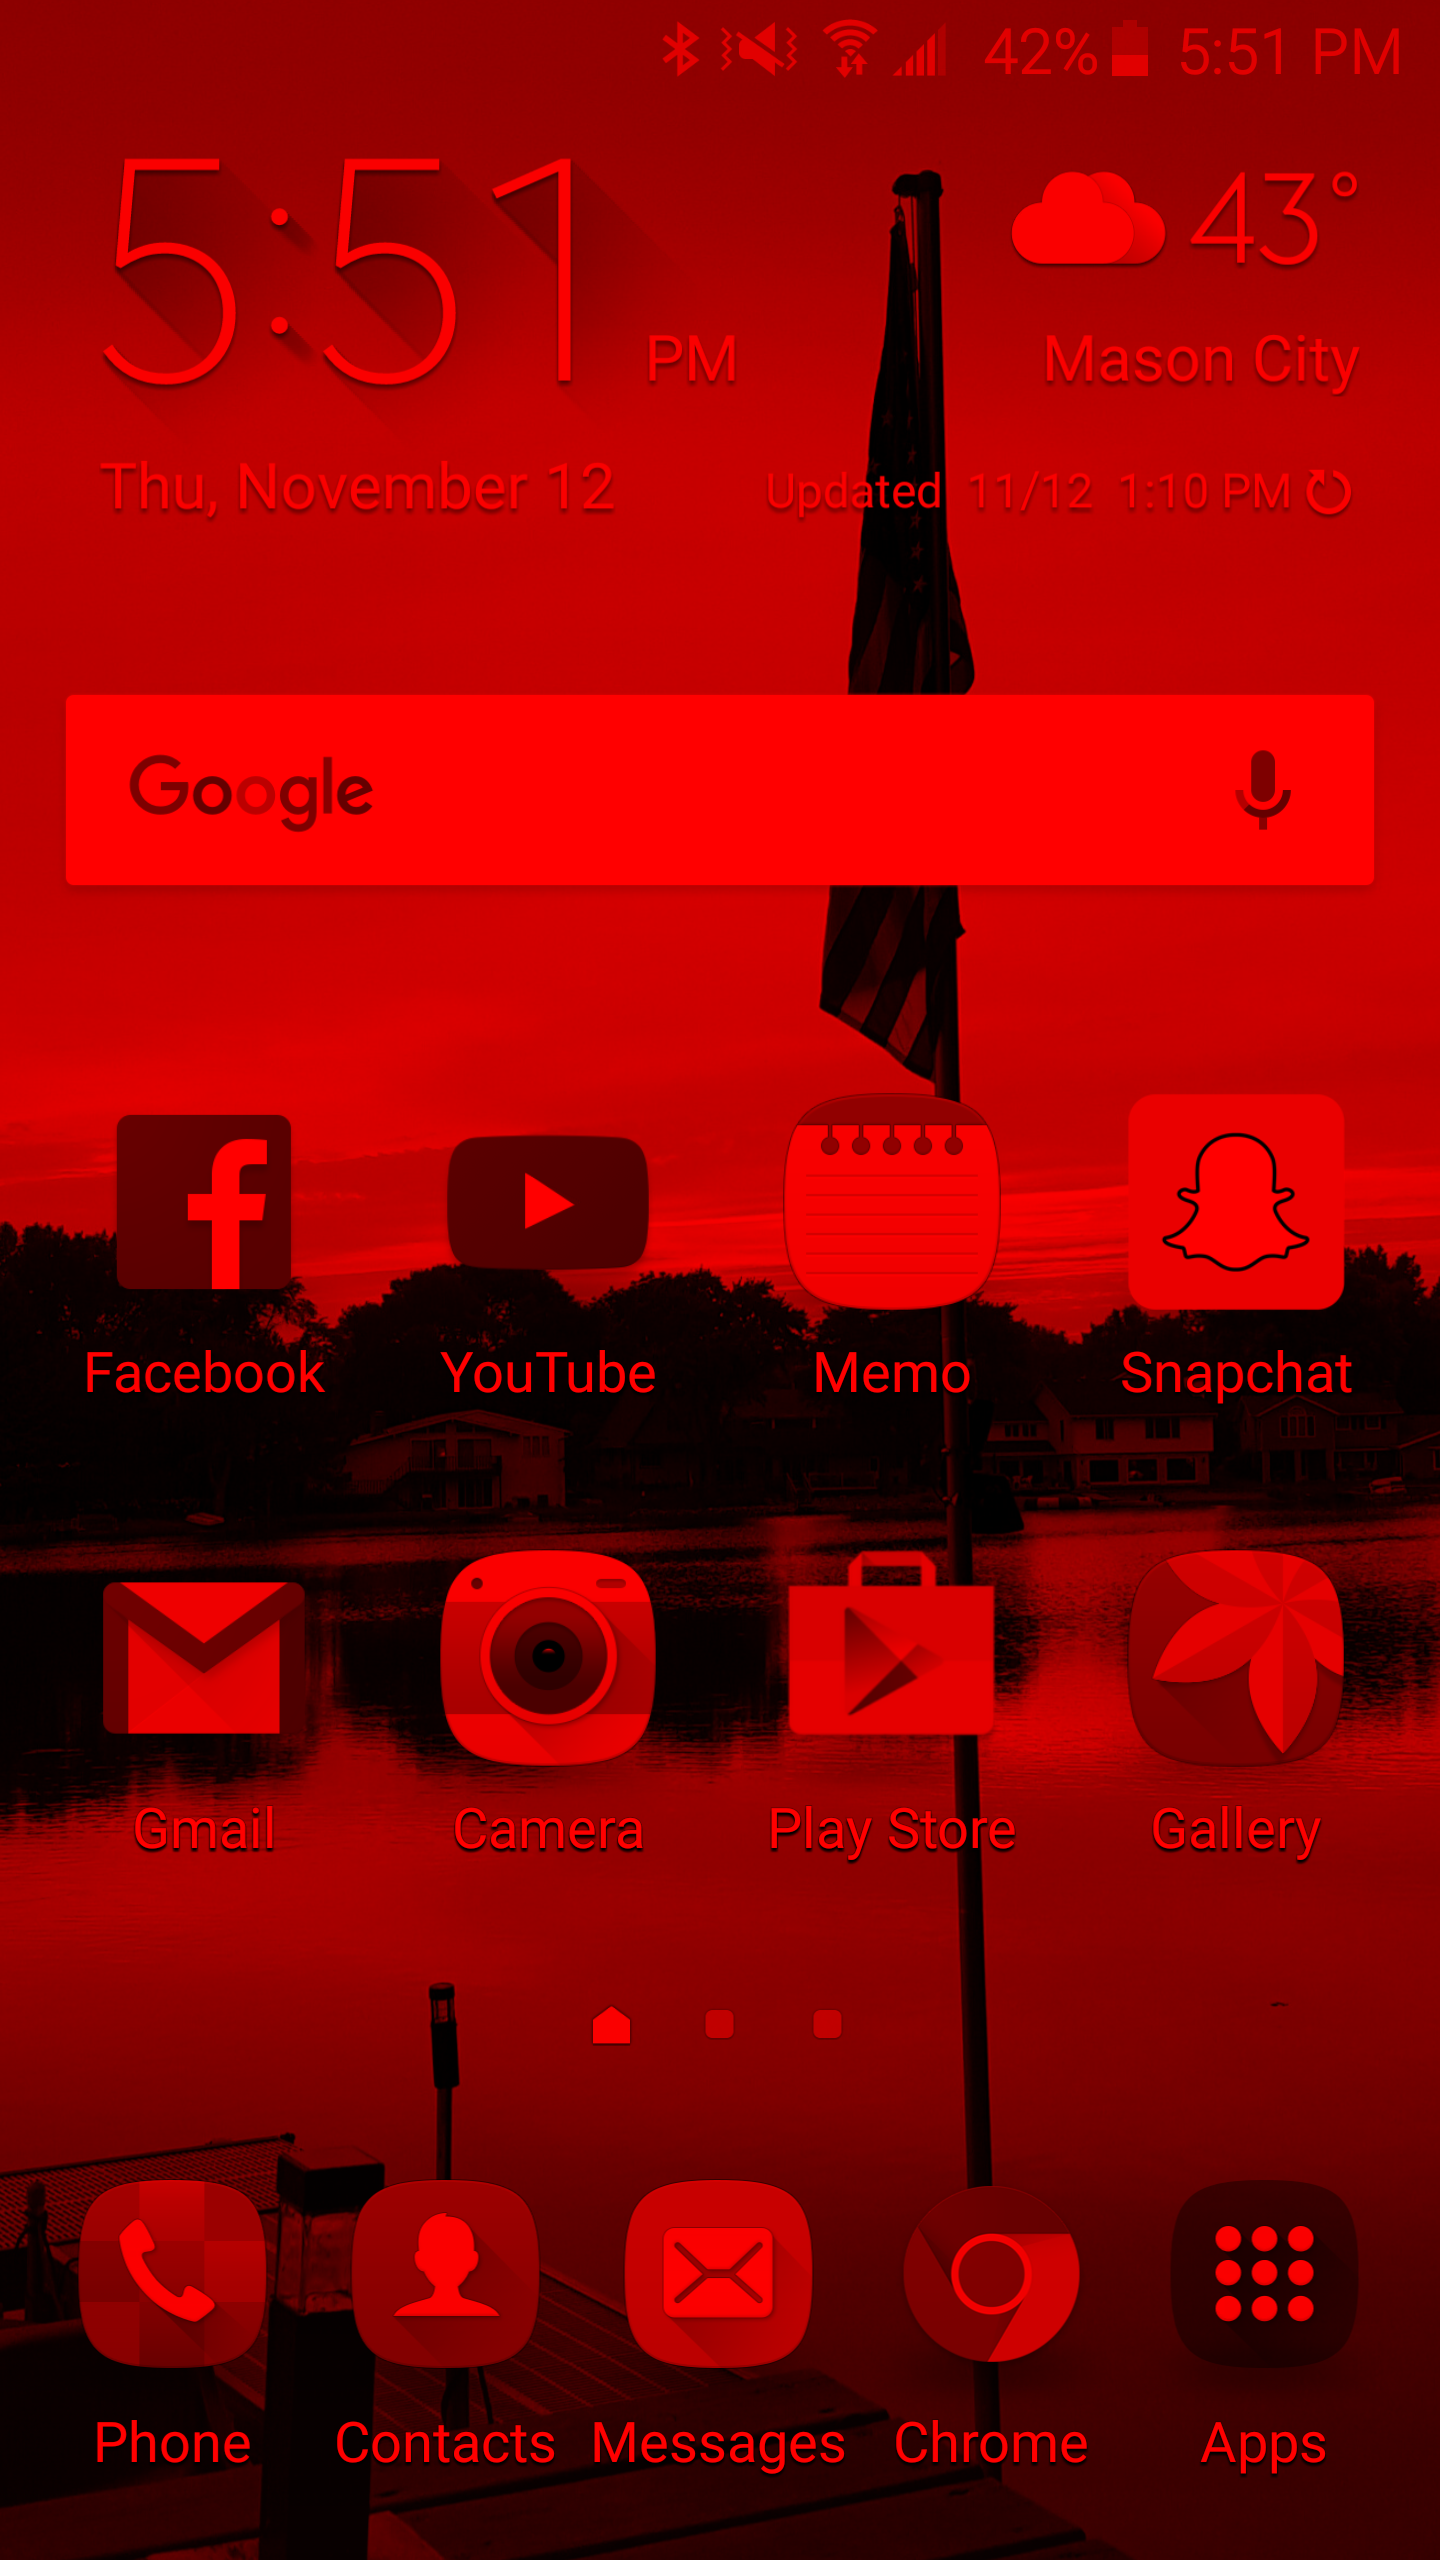 42% 5:51 PM
5:51 PM
43°
Mason City
Thu, November 12
Updated 11/12 1:10 PM
Google
Facebook YouTube Memo Snapchat
Gmail Camera Play Store Gallery
Phone Contacts Messages Chrome Apps